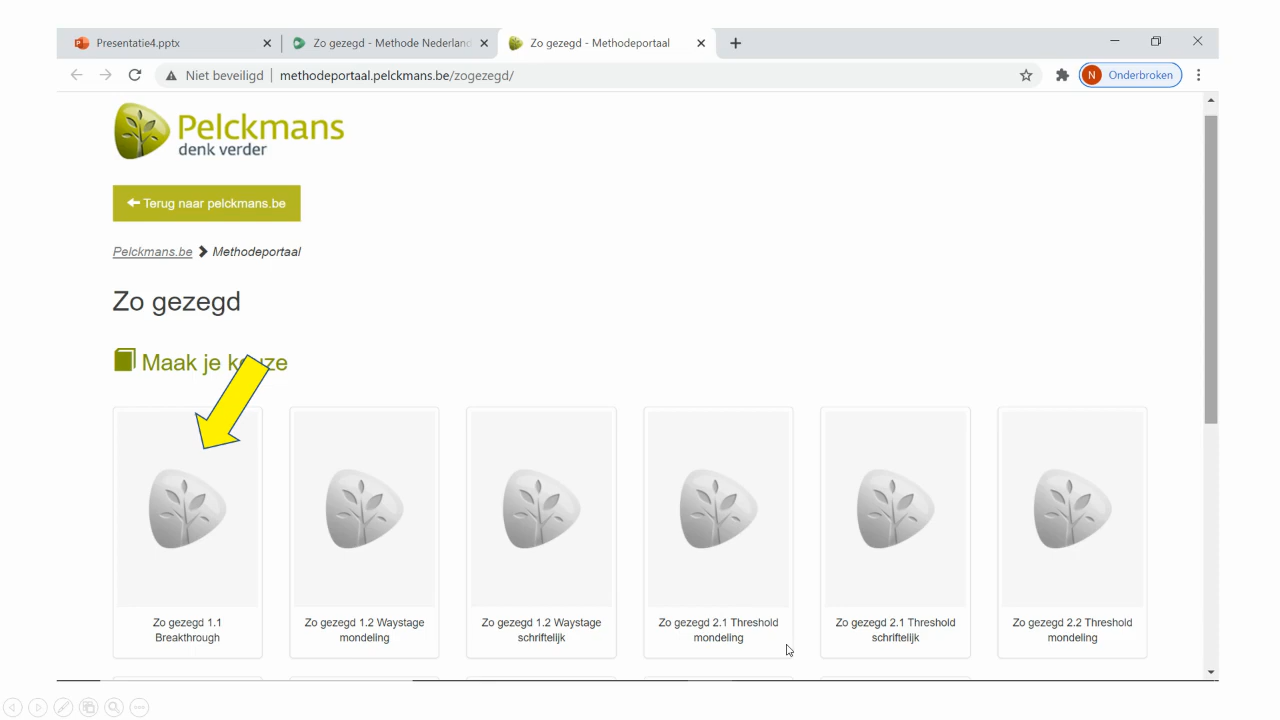 Presentatie4.pptx
Zo gezegd - Methode Nederland
Zo gezegd - Methodeportaal
Niet beveiligd
methodeportaal.pelckmans.be/zogezegd/
N
Onderbroken
Pelckmans
denk verder
Terug naar pelckmans.be
Pelckmans.be Methodeportaal
Zo gezegd
Maak je keuze
Zo gezegd 1.1
Breakthrough
Zo gezegd 1.2 Waystage
mondeling
Zo gezegd 1.2 Waystage
schriftelijk
Zo gezegd 2.1 Threshold
mondeling
Zo gezegd 2.1 Threshold
schriftelijk
Zo gezegd 2.2 Threshold
mondeling